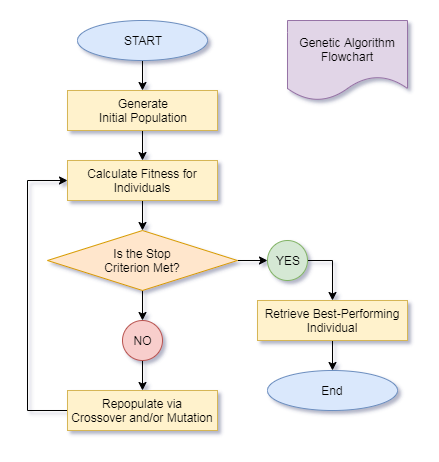 START
Genetic Algorithm
Flowchart
Generate
Initial Population
Calculate Fitness for
Individuals
Is the Stop
Criterion Met?
YES
Retrieve Best-Performing
Individual
NO
End
Repopulate via
Crossover and/or Mutation